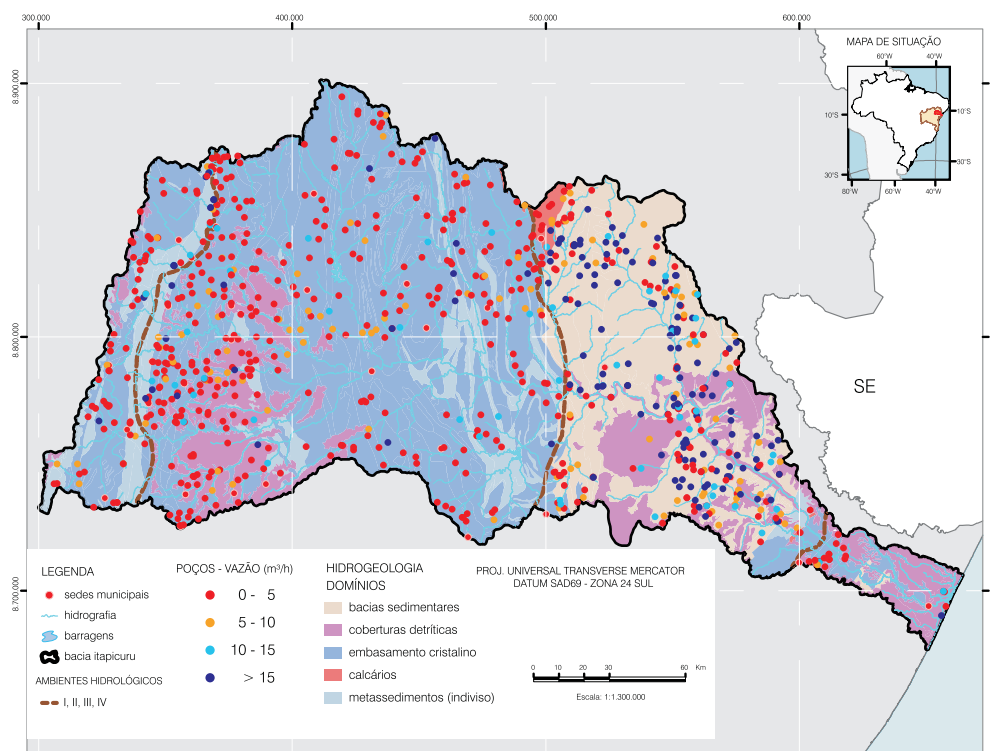 300.000 400.000 500.000 600.000
8.900.000
8.800.000
8.700.000
MAPA DE SITUAÇÃO
60°W 40°W
10°S 10°S
30°S 30°S
80°W 60°W 40°W
SE
LEGENDA
sedes municipais
hidrografia
barragens
bacia itapicuru
AMBIENTES HIDROLÓGICOS
I, II, III, IV
POÇOS - VAZÃO (m³/h)
0 - 5
5 - 10
10 - 15
> 15
HIDROGEOLOGIA
DOMÍNIOS
bacias sedimentares
coberturas detríticas
embasamento cristalino
calcários
metassedimentos (indiviso)
PROJ. UNIVERSAL TRANSVERSE MERCATOR
DATUM SAD69 - ZONA 24 SUL
0 10 20 30 60 Km
Escala: 1:1.300.000